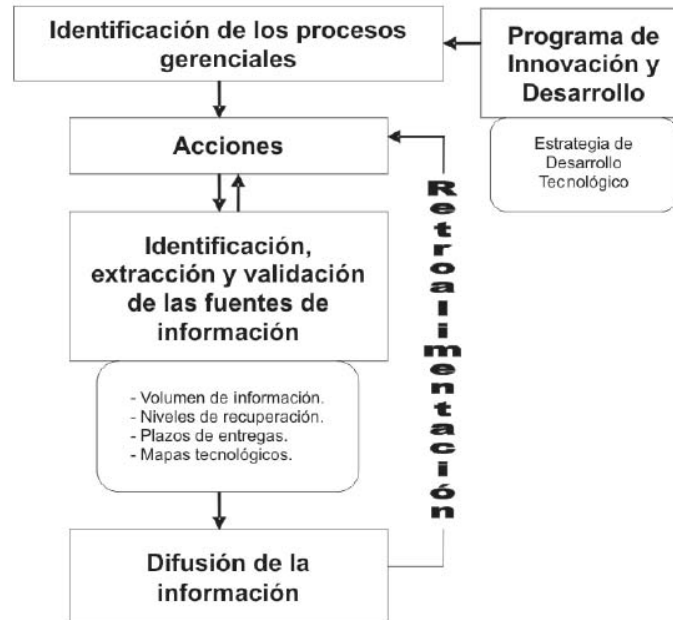 Identificación de los procesos
gerenciales
Programa de
Innovación y
Desarrollo
Estrategia de
Desarrollo
Tecnológico
Acciones
Identificación,
extracción y validación
de las fuentes de
información
- Volumen de información.
- Niveles de recuperación.
- Plazos de entregas.
- Mapas tecnológicos.
Retroalimentación
Difusión de la
información